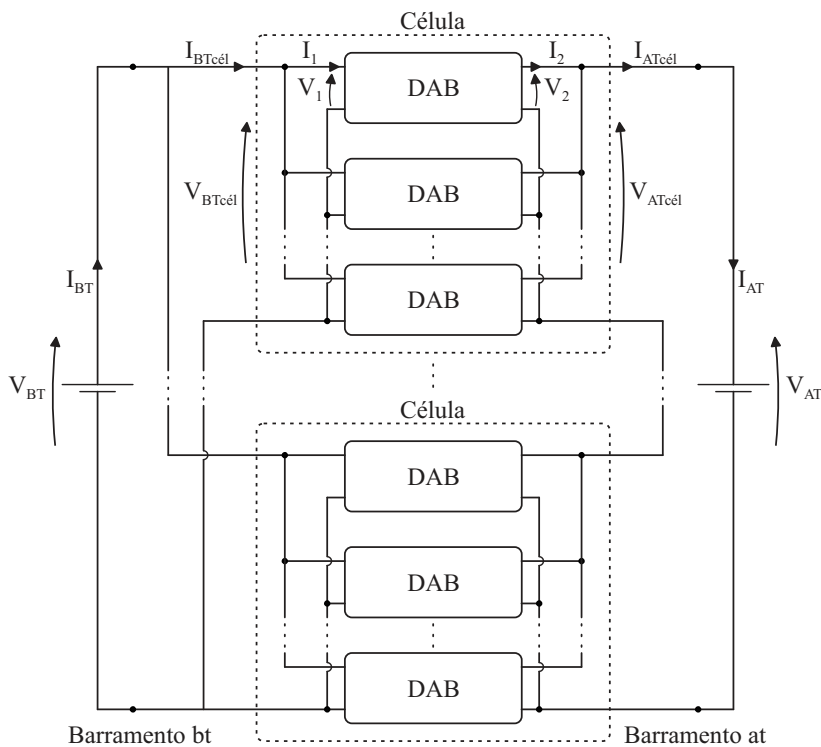 Célula
I_BTcél I_1 I_2 I_ATcél
V_1 DAB V_2
V_BTcél DAB V_ATcél
I_BT DAB I_AT
V_BT V_AT
Célula
DAB
DAB
DAB
Barramento bt Barramento at